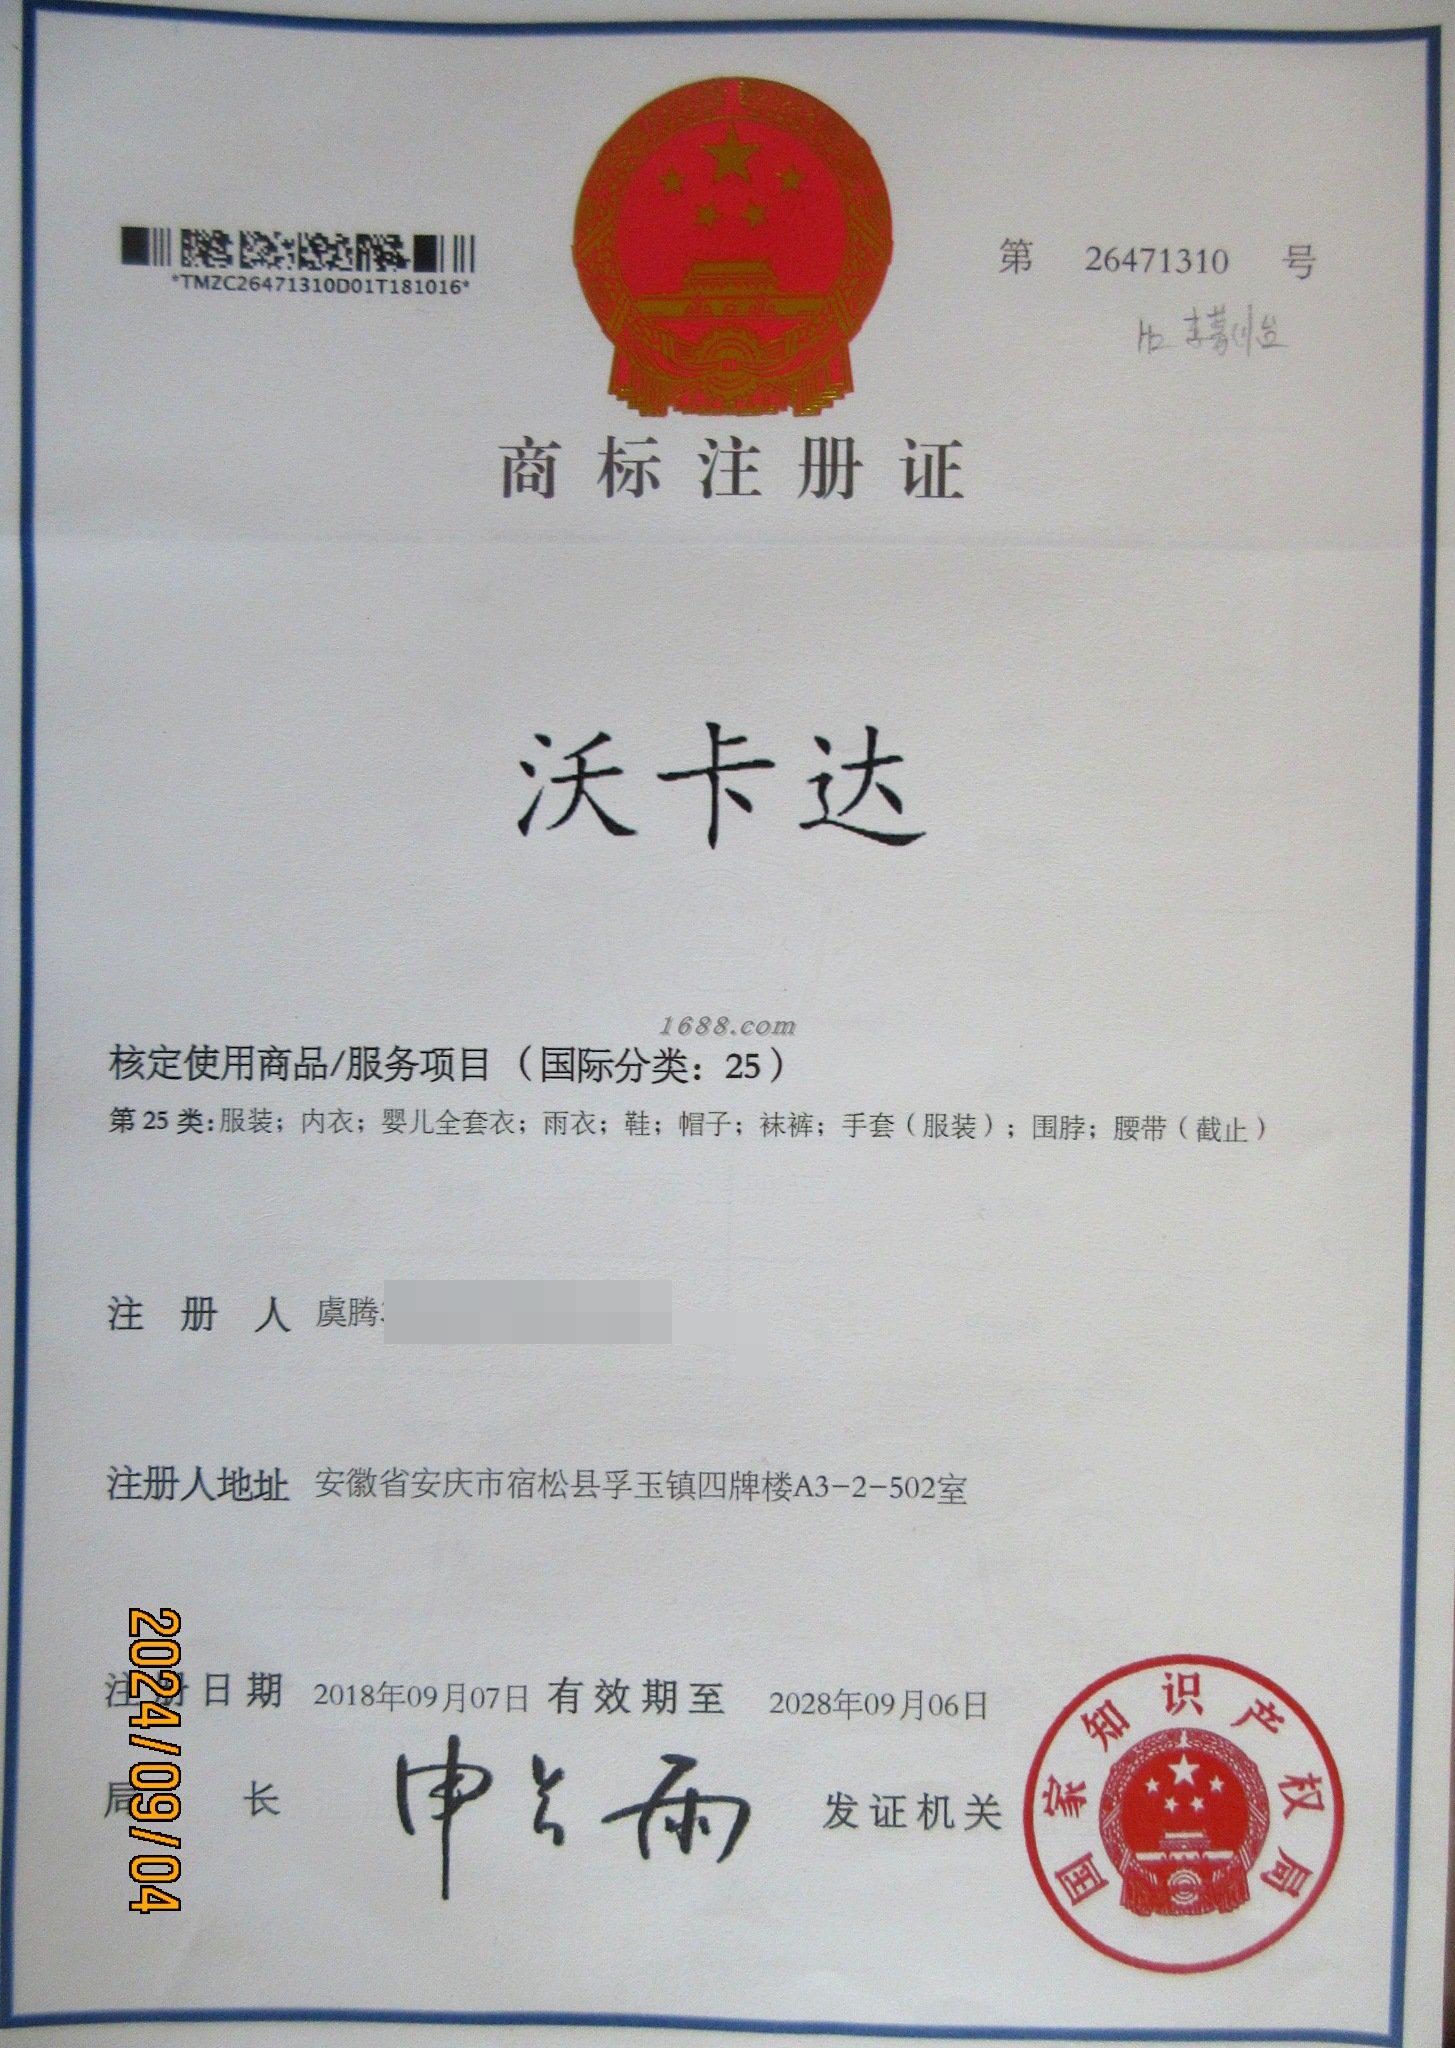 *TMZC26471310D01T181016*
第 26471310 号
商标注册证
沃卡达
1688.com
核定使用商品/服务项目（国际分类：25）
第25类:服装；内衣；婴儿全套衣；雨衣；鞋；帽子；袜裤；手套（服装）；围脖；腰带（截止）
注册人 虞腾
注册人地址 安徽省安庆市宿松县孚玉镇四牌楼A3-2-502室
注册日期 2018年09月07日 有效期至 2028年09月06日
局长 申长雨 发证机关
国家知识产权局
2024/09/04